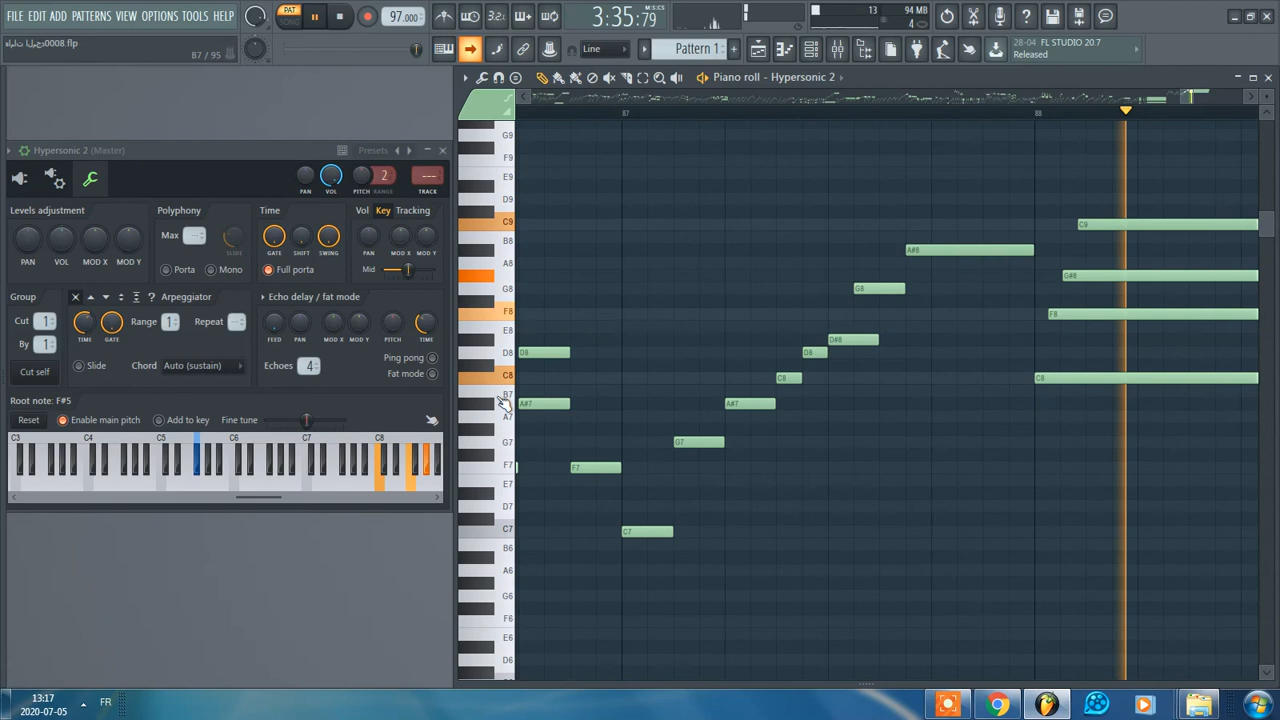 FILE EDIT ADD PATTERNS VIEW OPTIONS TOOLS HELP
PAT
SONG
97.000
3:35:79
13
94 MB
4
87 / 95
Line
Pattern 1
28-04 FL STUDIO 20.7
Released
Piano roll - Hypersonic 2
Hypersonic 2 (Master)
Presets
PAN VOL PITCH RANGE TRACK
2
---
Levels adjustment
Polyphony
Time
Vol Key Tracking
Max
SLIDE
GATE SHIFT SWING
PAN MOD X MOD Y
PAN VOL MOD X MOD Y
Porta Mono
Full porta
Mid
Group
Arpeggiator
Echo delay / fat mode
Cut 1
Range 1 Repeat
By 1
TIME GATE
FEED PAN MOD X MOD Y PITCH TIME
Slide
Ping pong
Cut self
Chord Auto (sustain)
Echoes 4
Fat mode
Root note: F#5
Reset Enable main pitch Add to key Fine tune
C3 C4 C5 C6 C7 C8
87 88
G9
F9
E9
D9
C9 C9
B8 A#8
A8
G#8
G8 G8
F8 F8
E8
D#8
D8 D8 D8
C8 C8 C8
B7
A#7 A#7
A7
G7 G7
F7 F7
E7
D7
C7 C7
B6
A6
G6
F6
E6
D6
13:17
2020-07-05
FR